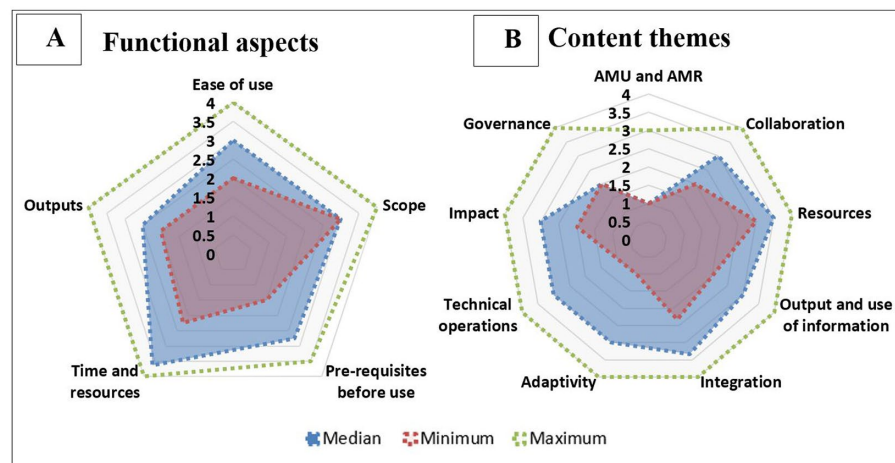 A
Functional aspects
Ease of use
4
3.5
3
2.5
2
1.5
1
0.5
0
Outputs
Scope
Time and
resources
Pre-requisites
before use
B
Content themes
AMU and AMR
4
3.5
3
2.5
2
1.5
1
0.5
0
Governance
Collaboration
Impact
Resources
Technical
operations
Output and use
of information
Adaptivity
Integration
Median
Minimum
Maximum